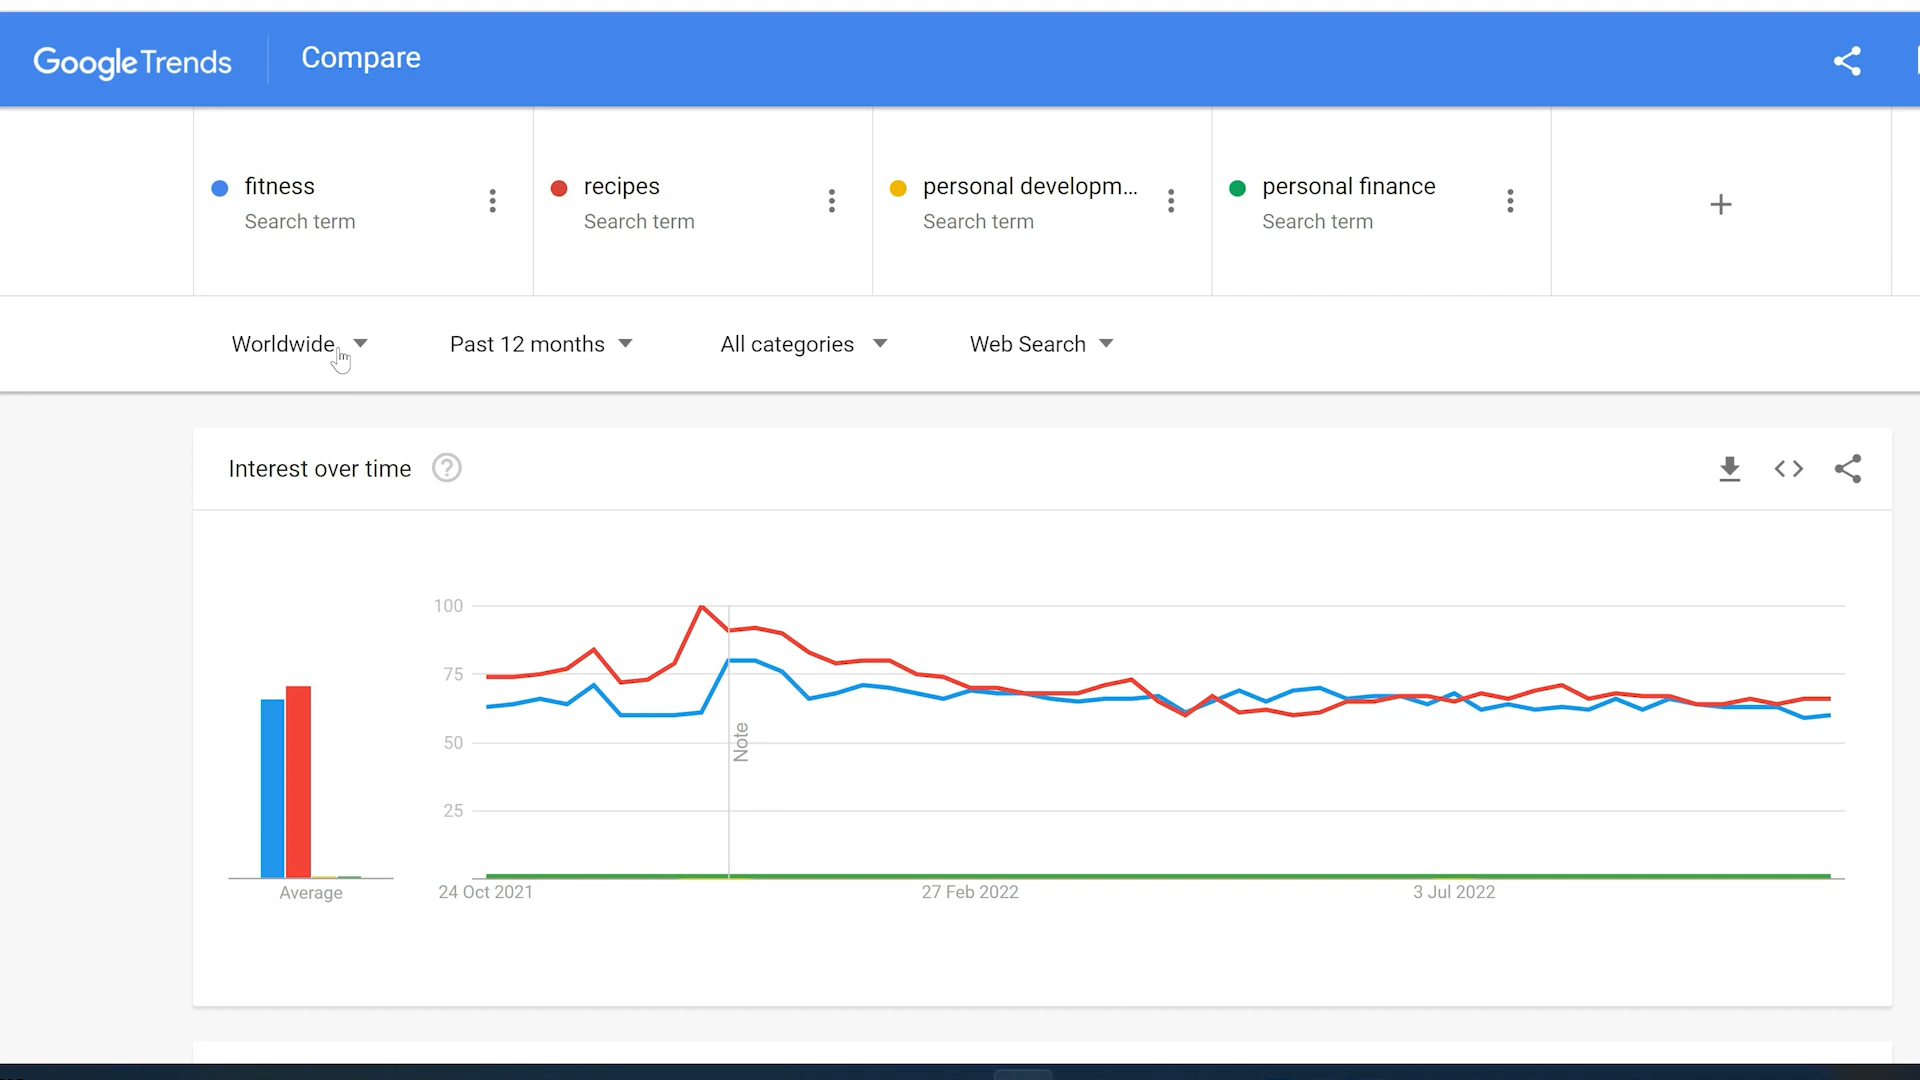 Google Trends
Compare
fitness
Search term
recipes
Search term
personal developm...
Search term
personal finance
Search term
+
Worldwide
Past 12 months
All categories
Web Search
Interest over time
?
100
75
50
25
Note
Average
24 Oct 2021
27 Feb 2022
3 Jul 2022